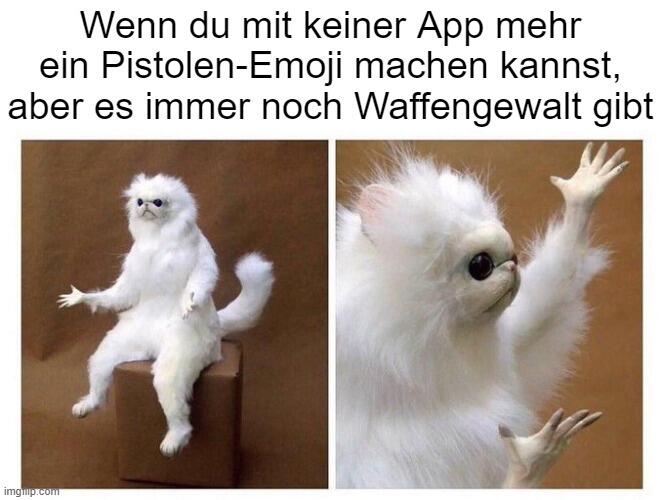 Wenn du mit keiner App mehr
ein Pistolen-Emoji machen kannst,
aber es immer noch Waffengewalt gibt
imgflip.com